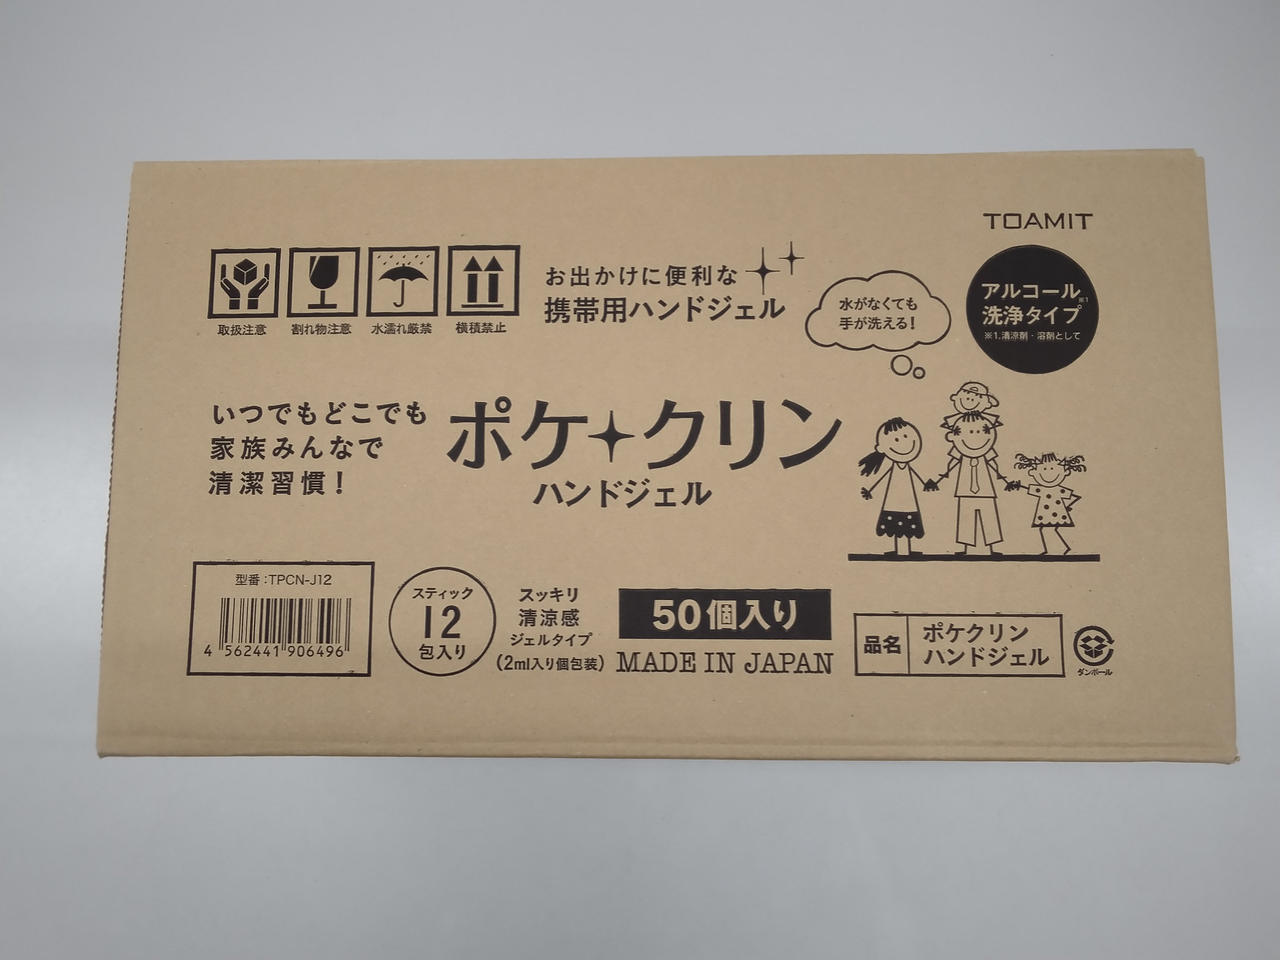 TOAMIT
取扱注意
割れ物注意
水濡れ厳禁
横積禁止
お出かけに便利な
携帯用ハンドジェル
水がなくても
手が洗える!
アルコール※1
洗浄タイプ
※1.清涼剤・溶剤として
いつでもどこでも
家族みんなで
清潔習慣!
ポケクリン
ハンドジェル
型番:TPCN-J12
4 562441 906496
スティック
12
包入り
スッキリ
清涼感
ジェルタイプ
(2ml入り個包装)
50個入り
MADE IN JAPAN
品名
ポケクリン
ハンドジェル
ダンボール